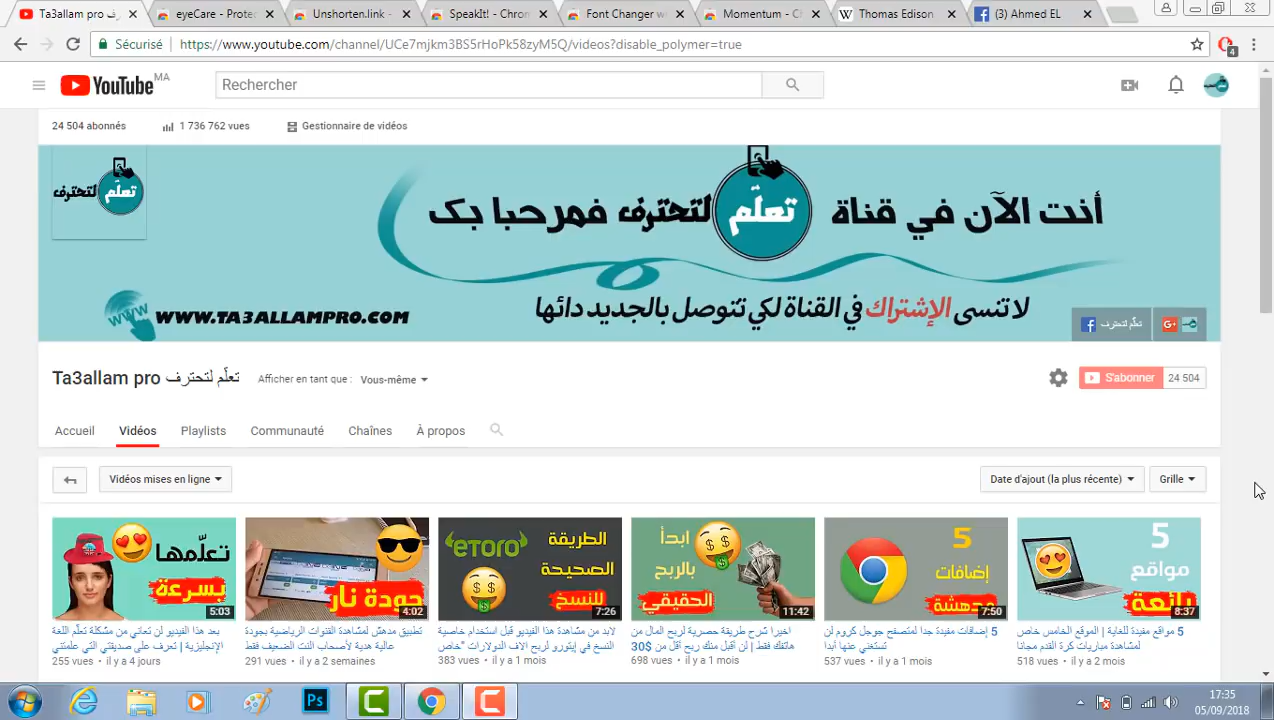 Ta3allam pro
eyeCare - Protec
Unshorten.link -
SpeakIt! - Chrom
Font Changer w
Momentum - Ch
W Thomas Edison
(3) Ahmed EL
Sécurisé https://www.youtube.com/channel/UCe7mjkm3BS5rHoPk58zyM5Q/videos?disable_polymer=true
4
YouTube MA
Rechercher
24 504 abonnés
1 736 762 vues
Gestionnaire de vidéos
تعلّم لتحترف
أنت الآن في قناة تعلّم لتحترف فمرحبا بك
لا تنسى الإشتراك في القناة لكي تتوصل بالجديد دائما
WWW
WWW.TA3ALLAMPRO.COM
تعلّم لتحترف
G+
Ta3allam pro تعلّم لتحترف
Afficher en tant que : Vous-même
S'abonner 24 504
Accueil
Vidéos
Playlists
Communauté
Chaînes
À propos
Vidéos mises en ligne
Date d'ajout (la plus récente)
Grille
تعلّمها
بسرعة
5:03
جودة نار
4:02
eToro
الطريقة
الصحيحة
للنسخ
7:26
ابدأ
بالربح
الحقيقي
11:42
5
إضافات
مدهشة
7:50
5
مواقع
رائعة
8:37
بعد هذا الفيديو لن تعاني من مشكلة تعلّم اللغة
الإنجليزية | تعرف على صديقتي التي علّمتني
255 vues • il y a 4 jours
تطبيق مدهش لمشاهدة القنوات الرياضية بجودة
عالية هدية لأصحاب النت الضعيف فقط
291 vues • il y a 2 semaines
لابد من مشاهدة هذا الفيديو قبل استخدام خاصية
النسخ في إيتورو لربح الاف الدولارات "خاص
383 vues • il y a 1 mois
اخيرا شرح طريقة حصرية لربح المال من
هاتفك فقط | لن أقبل منك ربح أقل من $30
698 vues • il y a 1 mois
5 إضافات مفيدة جدا لمتصفح جوجل كروم لن
تستغني عنها أبدا
537 vues • il y a 1 mois
5 مواقع مفيدة للغاية | الموقع الخامس خاص
لمشاهدة مباريات كرة القدم مجانا
518 vues • il y a 2 mois
Ps
17:35
05/09/2018